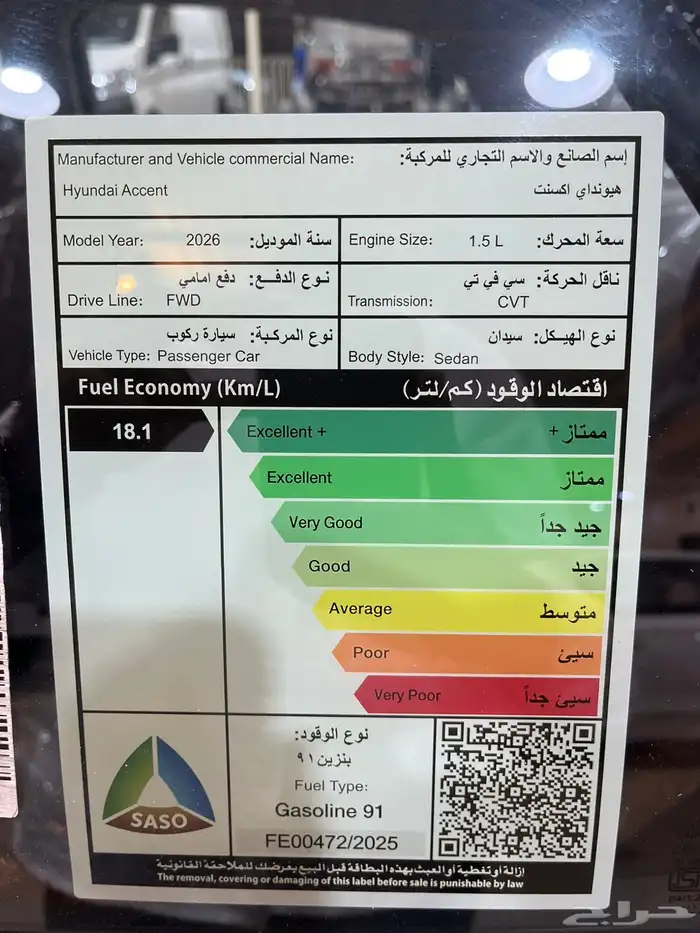 Manufacturer and Vehicle commercial Name: إسم الصانع والاسم التجاري للمركبة:
Hyundai Accent هيونداي اكسنت
Model Year: 2026 سنة الموديل:
Engine Size: 1.5 L سعة المحرك:
نوع الدفع: دفع امامي
Drive Line: FWD
ناقل الحركة: سي في تي
Transmission: CVT
نوع المركبة: سيارة ركوب
Vehicle Type: Passenger Car
نوع الهيكل: سيدان
Body Style: Sedan
Fuel Economy (Km/L) اقتصاد الوقود (كم/لتر)
18.1
Excellent + ممتاز +
Excellent ممتاز
Very Good جيد جداً
Good جيد
Average متوسط
Poor سيئ
Very Poor سيئ جداً
SASO
نوع الوقود:
بنزين ٩١
Fuel Type:
Gasoline 91
FE00472/2025
إزالة أو تغطية أو العبث بهذه البطاقة قبل البيع يعرضك للملاحقة القانونية
The removal, covering or damaging of this label before sale is punishable by law
حراج